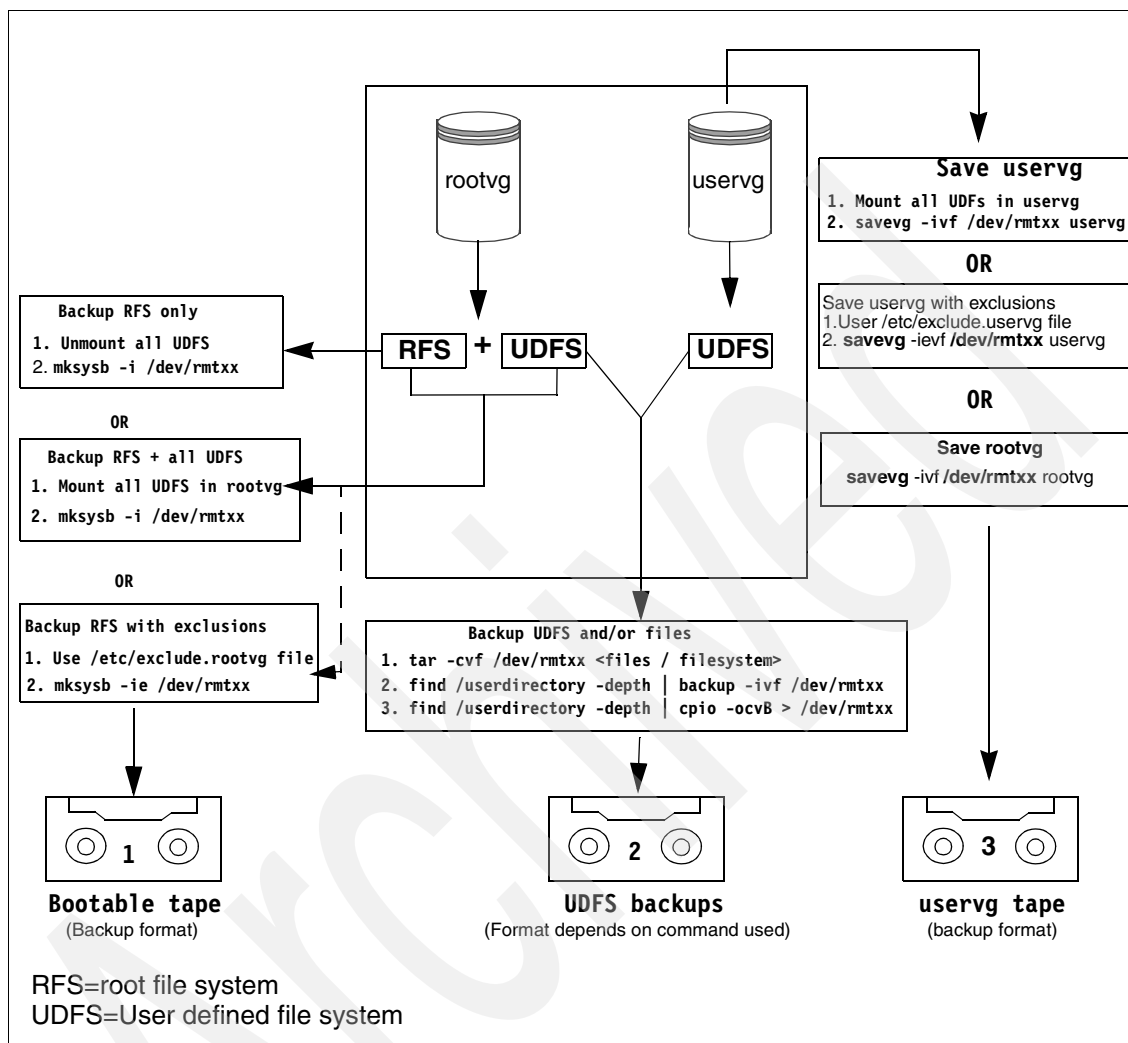 rootvg
uservg
Save uservg
1. Mount all UDFs in uservg
2. savevg -ivf /dev/rmtxx uservg
OR
Save uservg with exclusions
1.User /etc/exclude.uservg file
2. savevg -ievf /dev/rmtxx uservg
OR
Save rootvg
savevg -ivf /dev/rmtxx rootvg
Backup RFS only
1. Unmount all UDFS
2. mksysb -i /dev/rmtxx
RFS + UDFS
UDFS
OR
Backup RFS + all UDFS
1. Mount all UDFS in rootvg
2. mksysb -i /dev/rmtxx
OR
Backup RFS with exclusions
1. Use /etc/exclude.rootvg file
2. mksysb -ie /dev/rmtxx
Backup UDFS and/or files
1. tar -cvf /dev/rmtxx <files / filesystem>
2. find /userdirectory -depth | backup -ivf /dev/rmtxx
3. find /userdirectory -depth | cpio -ocvB > /dev/rmtxx
1
2
3
Bootable tape
(Backup format)
UDFS backups
(Format depends on command used)
uservg tape
(backup format)
RFS=root file system
UDFS=User defined file system
Archived